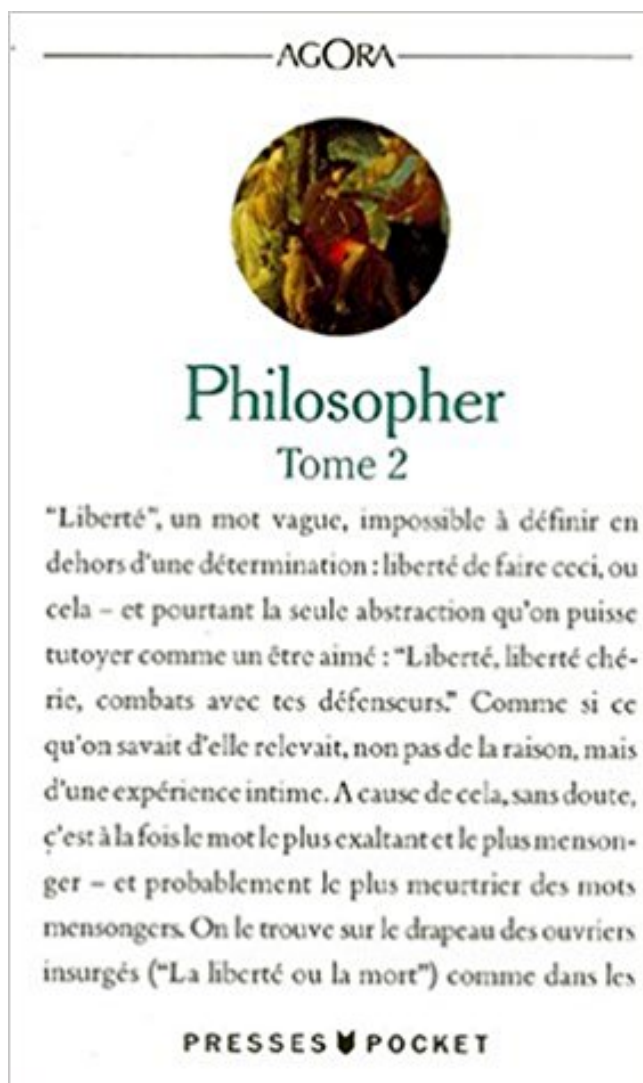 AGORA
Philosopher
Tome 2
“Liberté”, un mot vague, impossible à définir en
dehors d’une détermination : liberté de faire ceci, ou
cela – et pourtant la seule abstraction qu’on puisse
tutoyer comme un être aimé : “Liberté, liberté ché-
rie, combats avec tes défenseurs.” Comme si ce
qu’on savait d’elle relevait, non pas de la raison, mais
d’une expérience intime. A cause de cela, sans doute,
c’est à la fois le mot le plus exaltant et le plus menson-
ger – et probablement le plus meurtrier des mots
mensongers. On le trouve sur le drapeau des ouvriers
insurgés (“La liberté ou la mort”) comme dans les
PRESSES POCKET